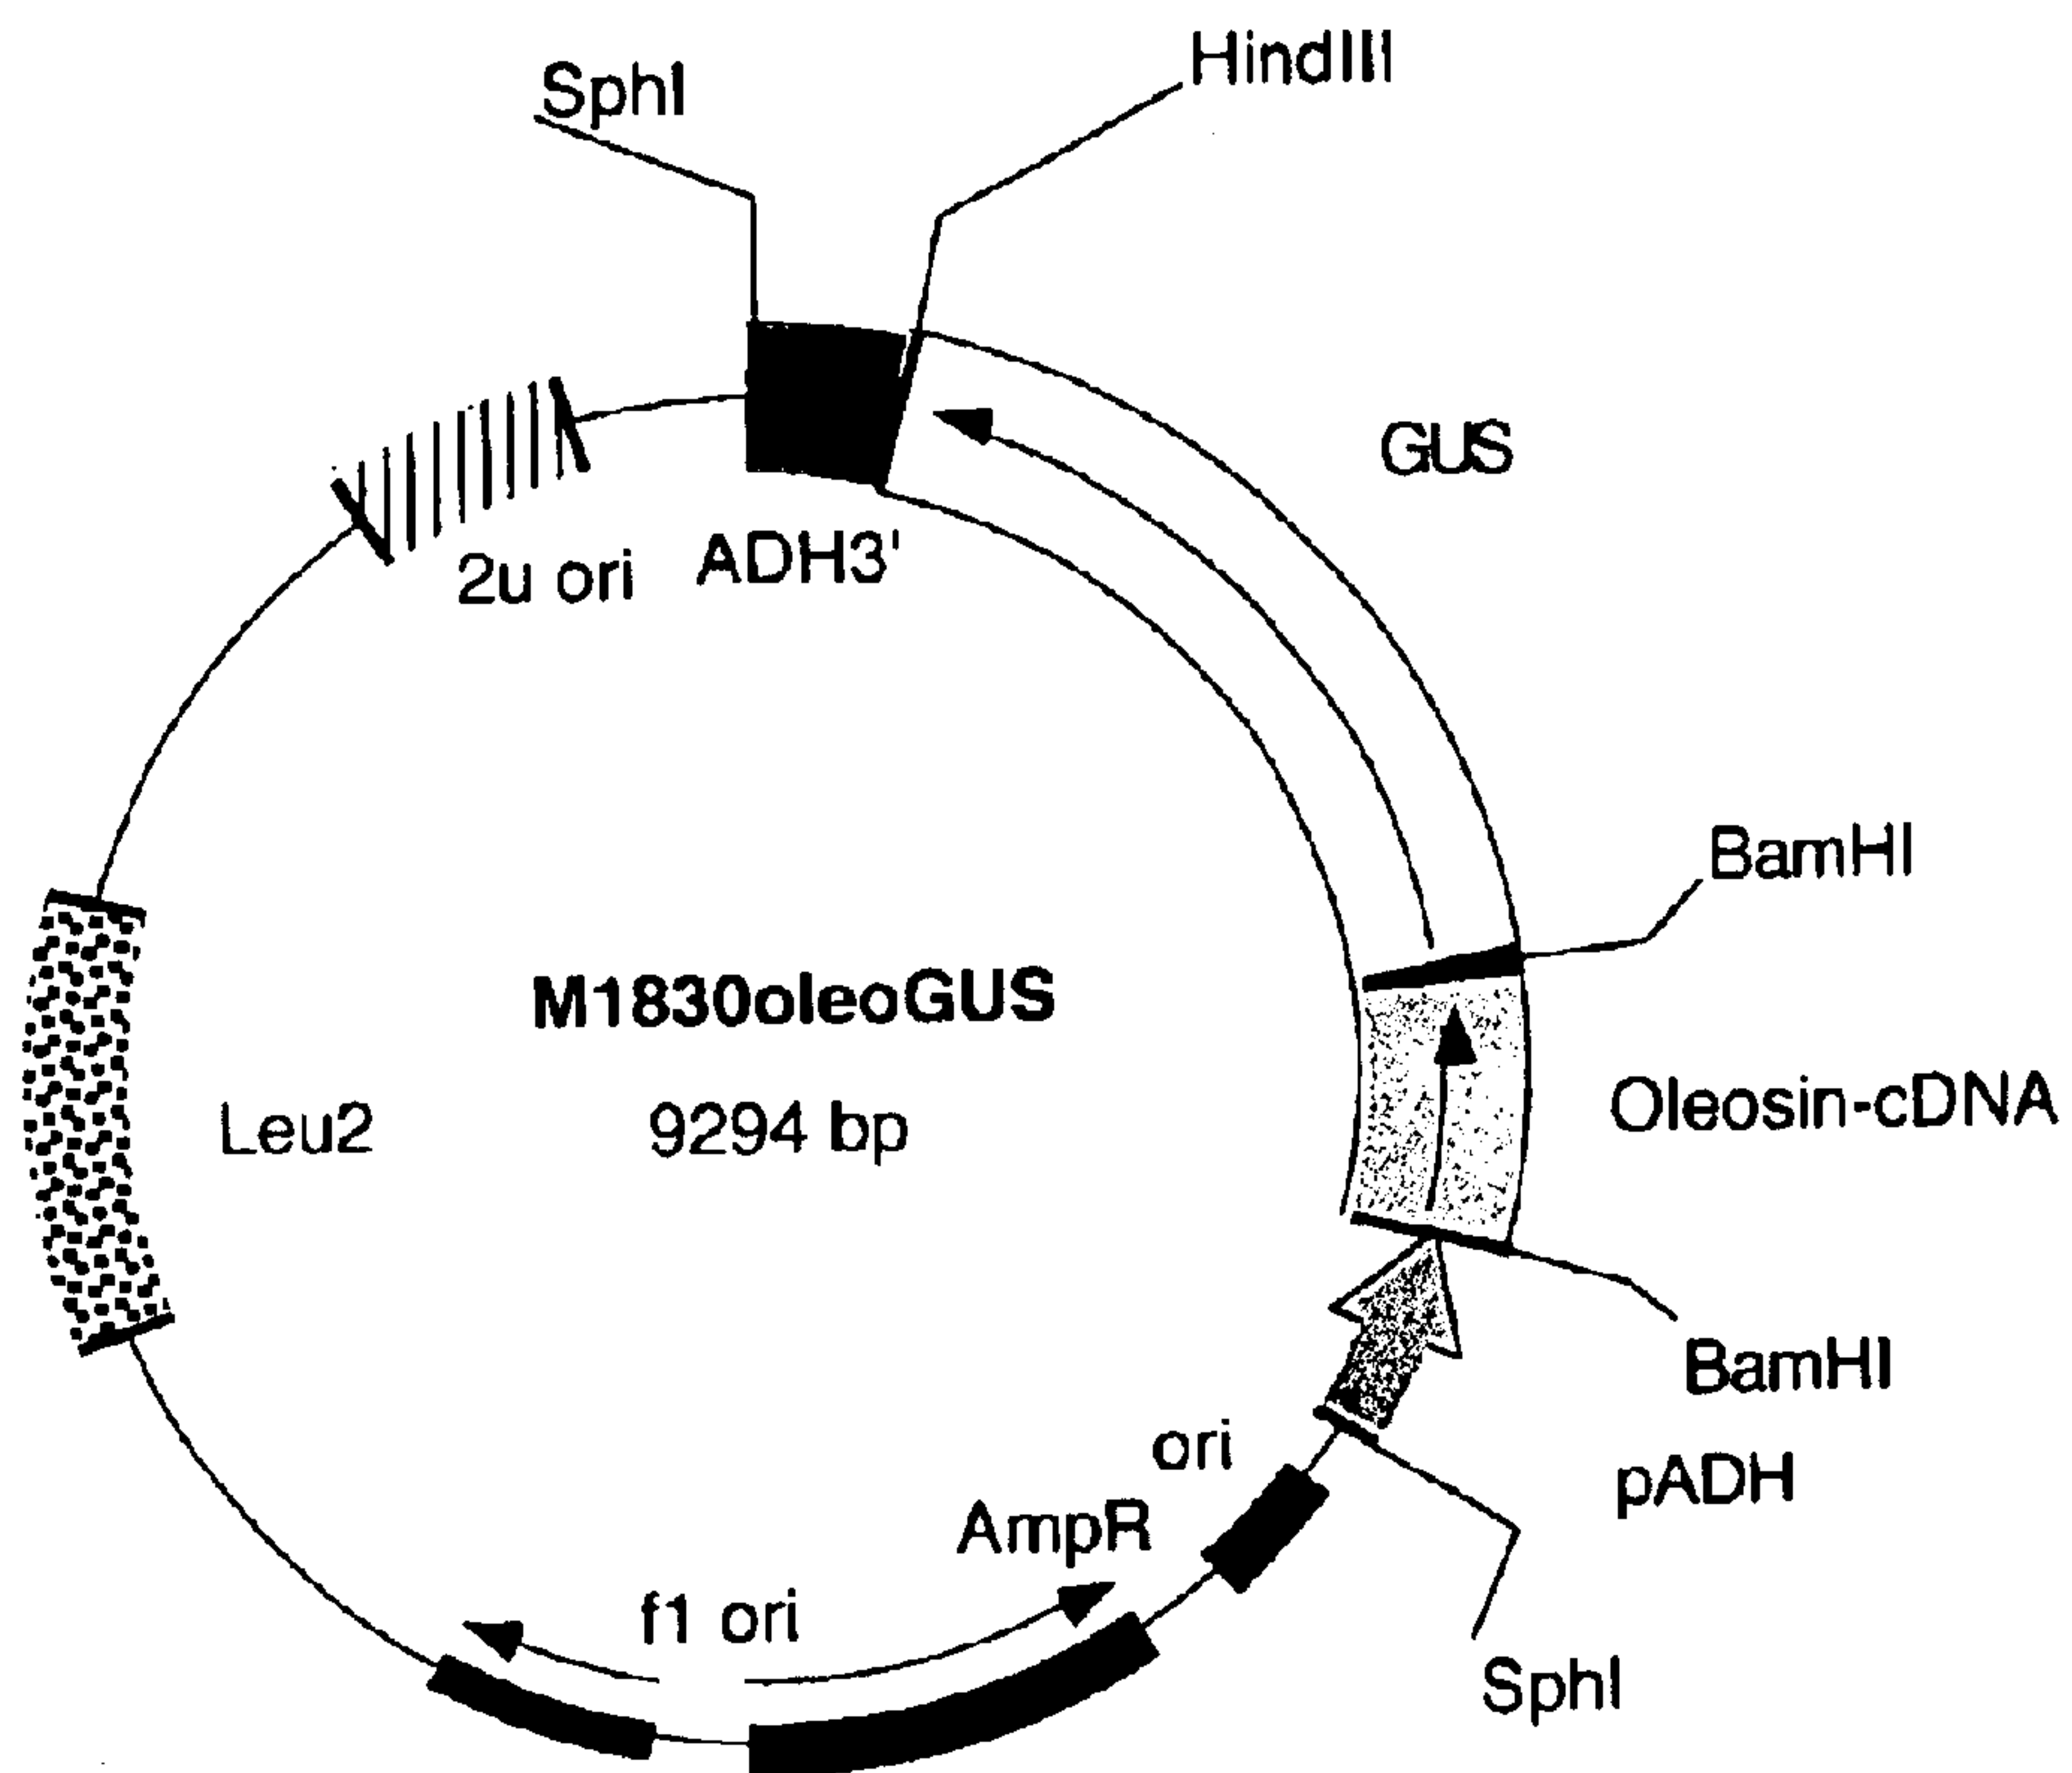 SphI
HindIII
GUS
2u ori
ADH3'
BamHI
M1830oleoGUS
9294 bp
Leu2
Oleosin-cDNA
BamHI
pADH
ori
AmpR
f1 ori
SphI